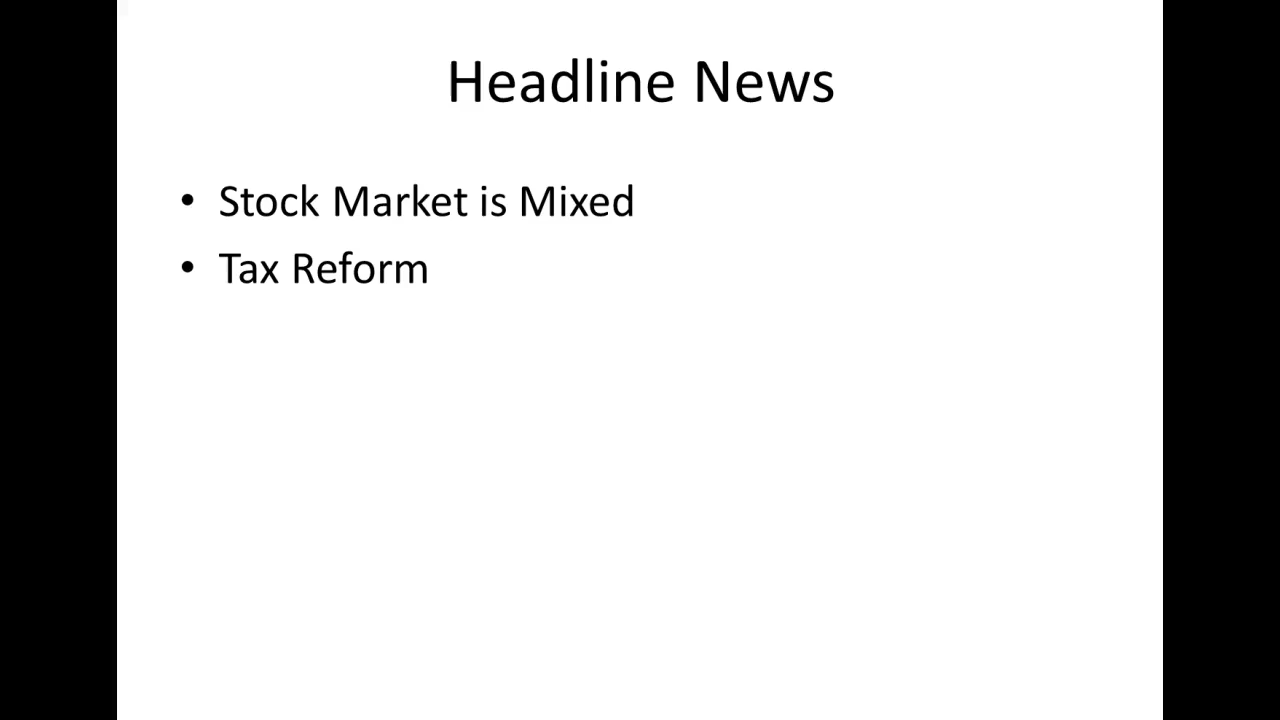 Headline News
• Stock Market is Mixed
• Tax Reform